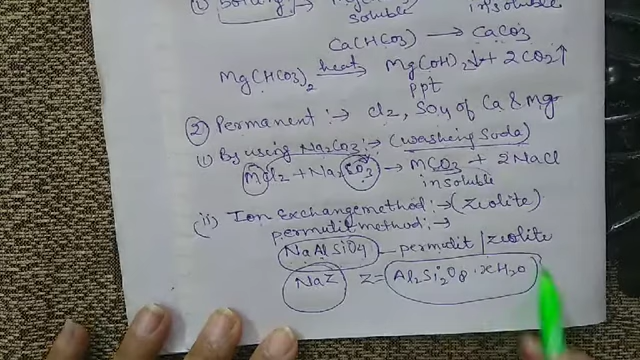 (i) Boiling :→
soluble insoluble
Ca(HCO3) → CaCO3
Mg(HCO3)2 heat→ Mg(OH)2↓ + 2CO2↑
ppt
(2) Permanent :→ Cl2, SO4 of Ca & Mg
(i) By using Na2CO3 :→ (washing soda)
MCl2 + Na2CO3 → MCO3 + 2NaCl
insoluble
(ii) Ion exchange method :→ (zeolite)
permutit method :→
NaAlSiO4 — permutit / zeolite
NaZ Z = Al2Si2O8 . xH2O